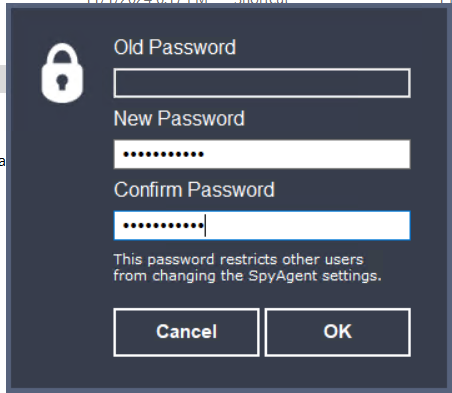 Old Password
New Password
•••••••••••
Confirm Password
•••••••••••
This password restricts other users
from changing the SpyAgent settings.
Cancel
OK